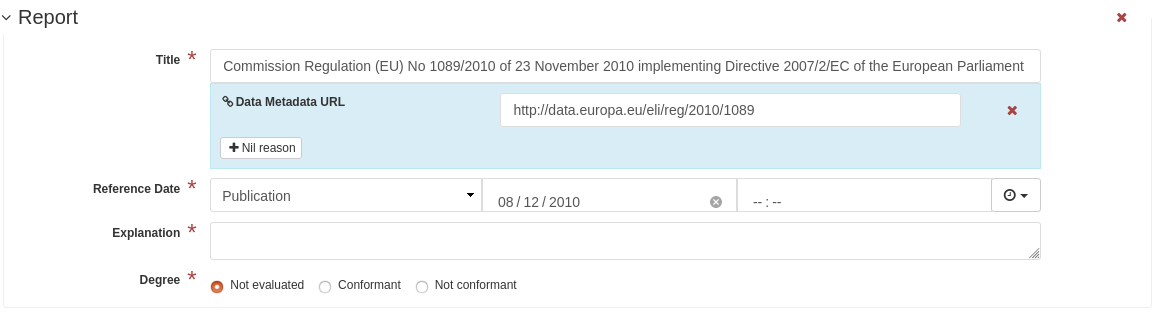 Report
Title *
Commission Regulation (EU) No 1089/2010 of 23 November 2010 implementing Directive 2007/2/EC of the European Parliament
Data Metadata URL
http://data.europa.eu/eli/reg/2010/1089
Nil reason
Reference Date * Publication 08 / 12 / 2010 -- : --
Explanation *
Degree * Not evaluated Conformant Not conformant